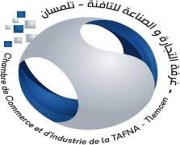 غرفة التجارة و الصناعة للتافنة - تلمسان -
Chambre de Commerce et d'Industrie de la TAFNA - Tlemcen -